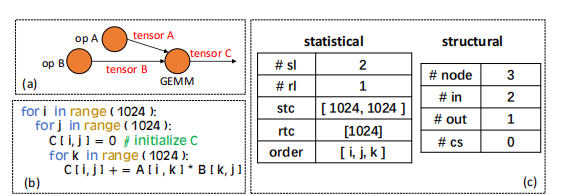 op A
tensor A
tensor C
op B
tensor B
GEMM
(a)
for i in range (1024):
for j in range (1024):
C[i,j] = 0 # initialize C
for k in range (1024):
C[i,j] + = A[i,k] * B[k,j]
(b)
statistical
# sl 2
# rl 1
stc [1024, 1024]
rtc [1024]
order [i, j, k]
structural
# node 3
# in 2
# out 1
# cs 0
(c)